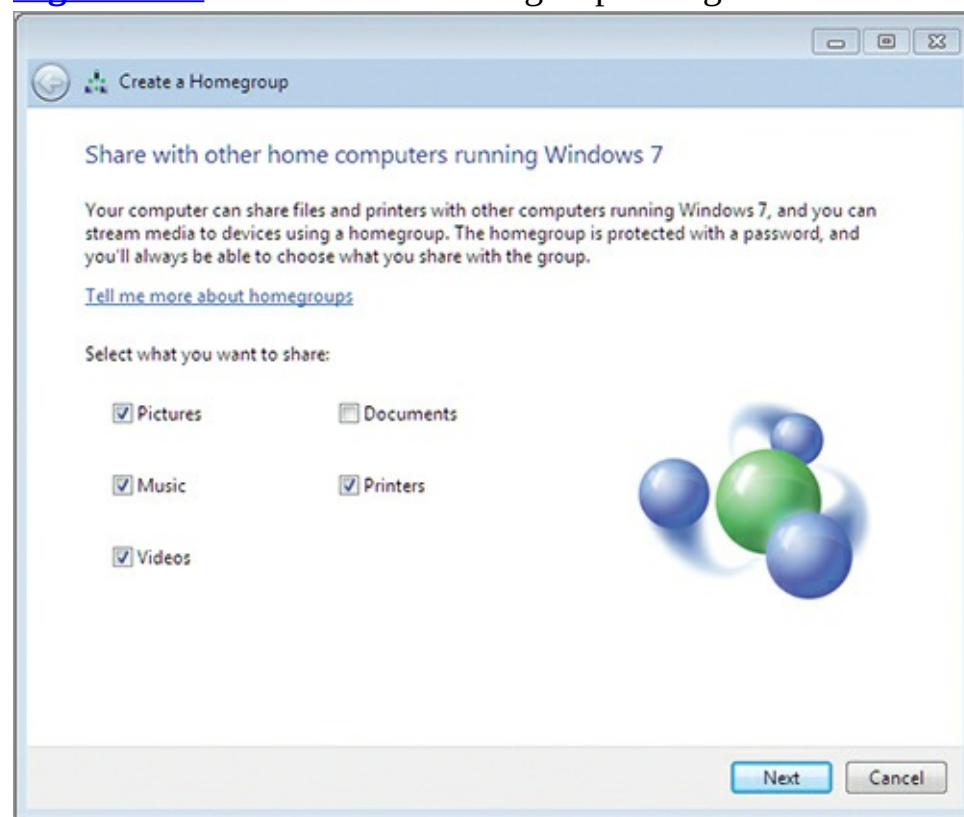 Create a Homegroup
Share with other home computers running Windows 7
Your computer can share files and printers with other computers running Windows 7, and you can
stream media to devices using a homegroup. The homegroup is protected with a password, and
you'll always be able to choose what you share with the group.
Tell me more about homegroups
Select what you want to share:
Pictures Documents
Music Printers
Videos
Next Cancel